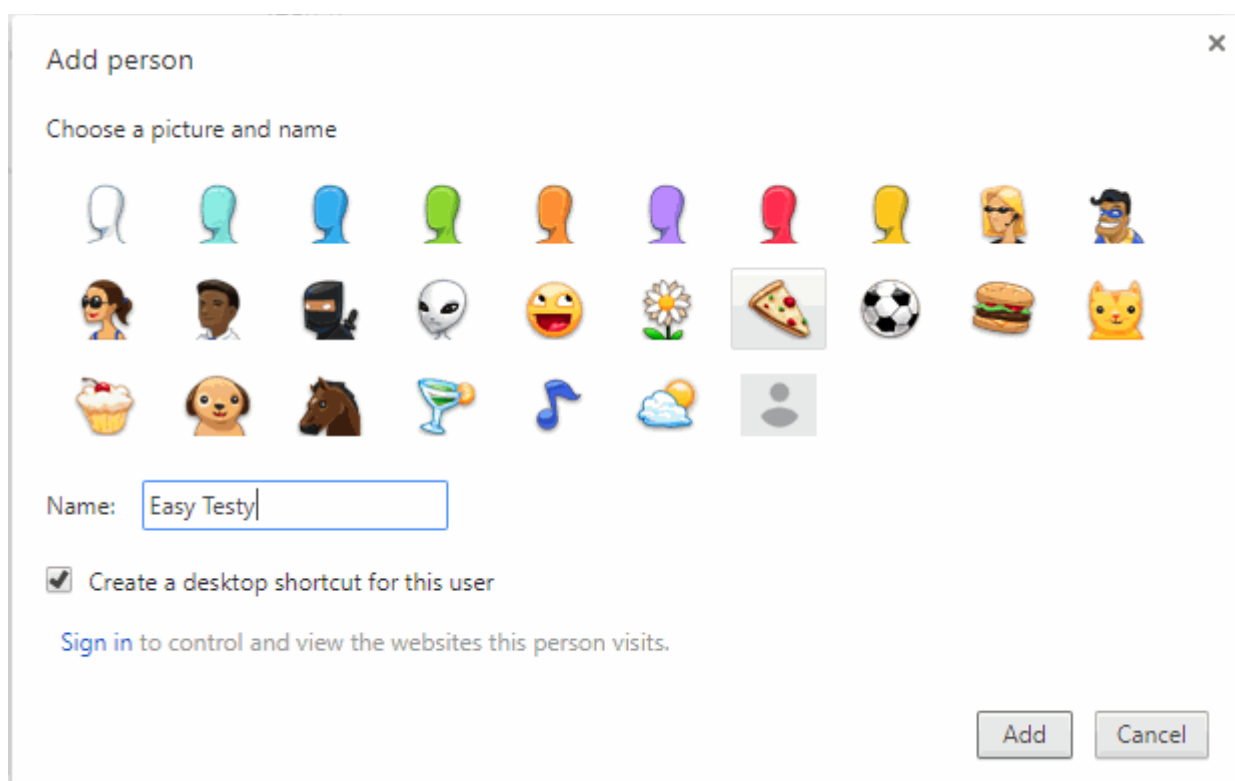 Add person
Choose a picture and name
Name: Easy Testy
Create a desktop shortcut for this user
Sign in to control and view the websites this person visits.
Add Cancel